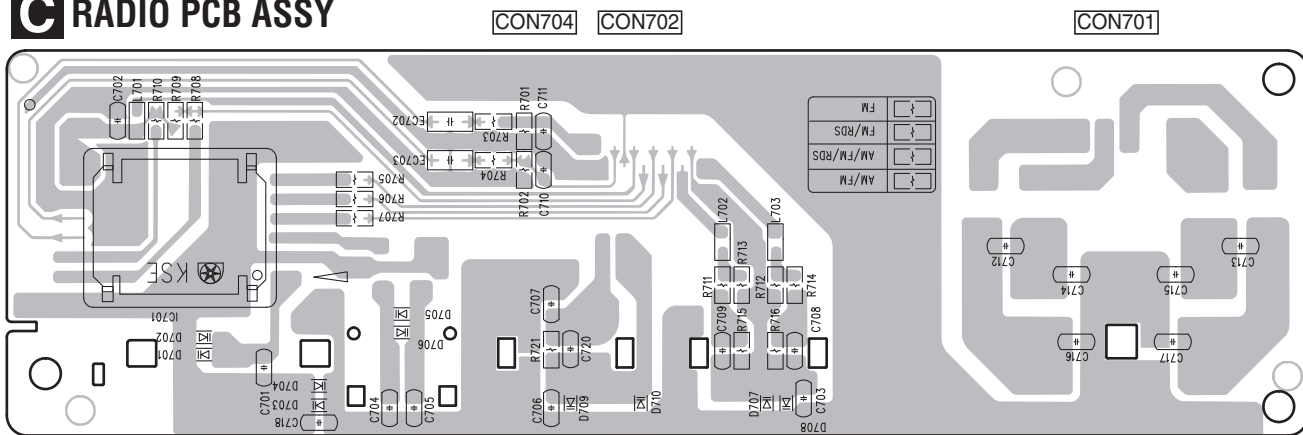 C RADIO PCB ASSY
CON704 CON702 CON701
C702 L701 R710 R709 R708
EC702 R703 R701 C711
EC703 R704 R702 C710
FM
FM/RDS
AM/FM/RDS
AM/FM
R705
R706
R707
KSE
IC701
L702 L703
R711 R713 R712 R714
C712 C713
C714 C715
C716 C717
D702
D701
D705
D706
C707
R721 C720
C709 R715 R716 C708
C701 D704
D703
C718
C704 C705
C706 D709 D710
D707 D708 C703